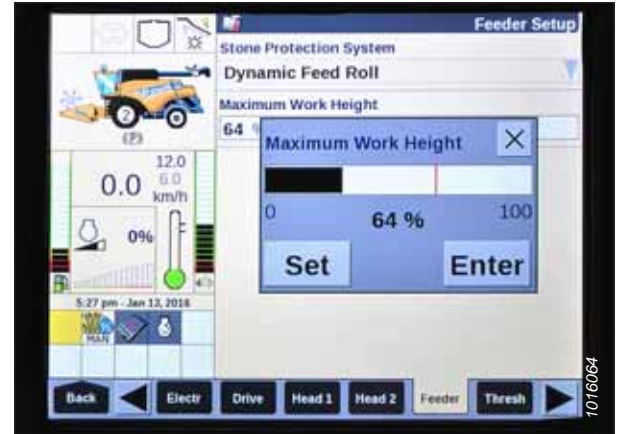 Feeder Setup
Stone Protection System
Dynamic Feed Roll
Maximum Work Height
64 %
Maximum Work Height
0 64 % 100
Set Enter
2
(P)
12.0
0.0 6.0
km/h
0% F
5:27 pm - Jan 13, 2016
MAN
Back Electr Drive Head 1 Head 2 Feeder Thresh
1016064